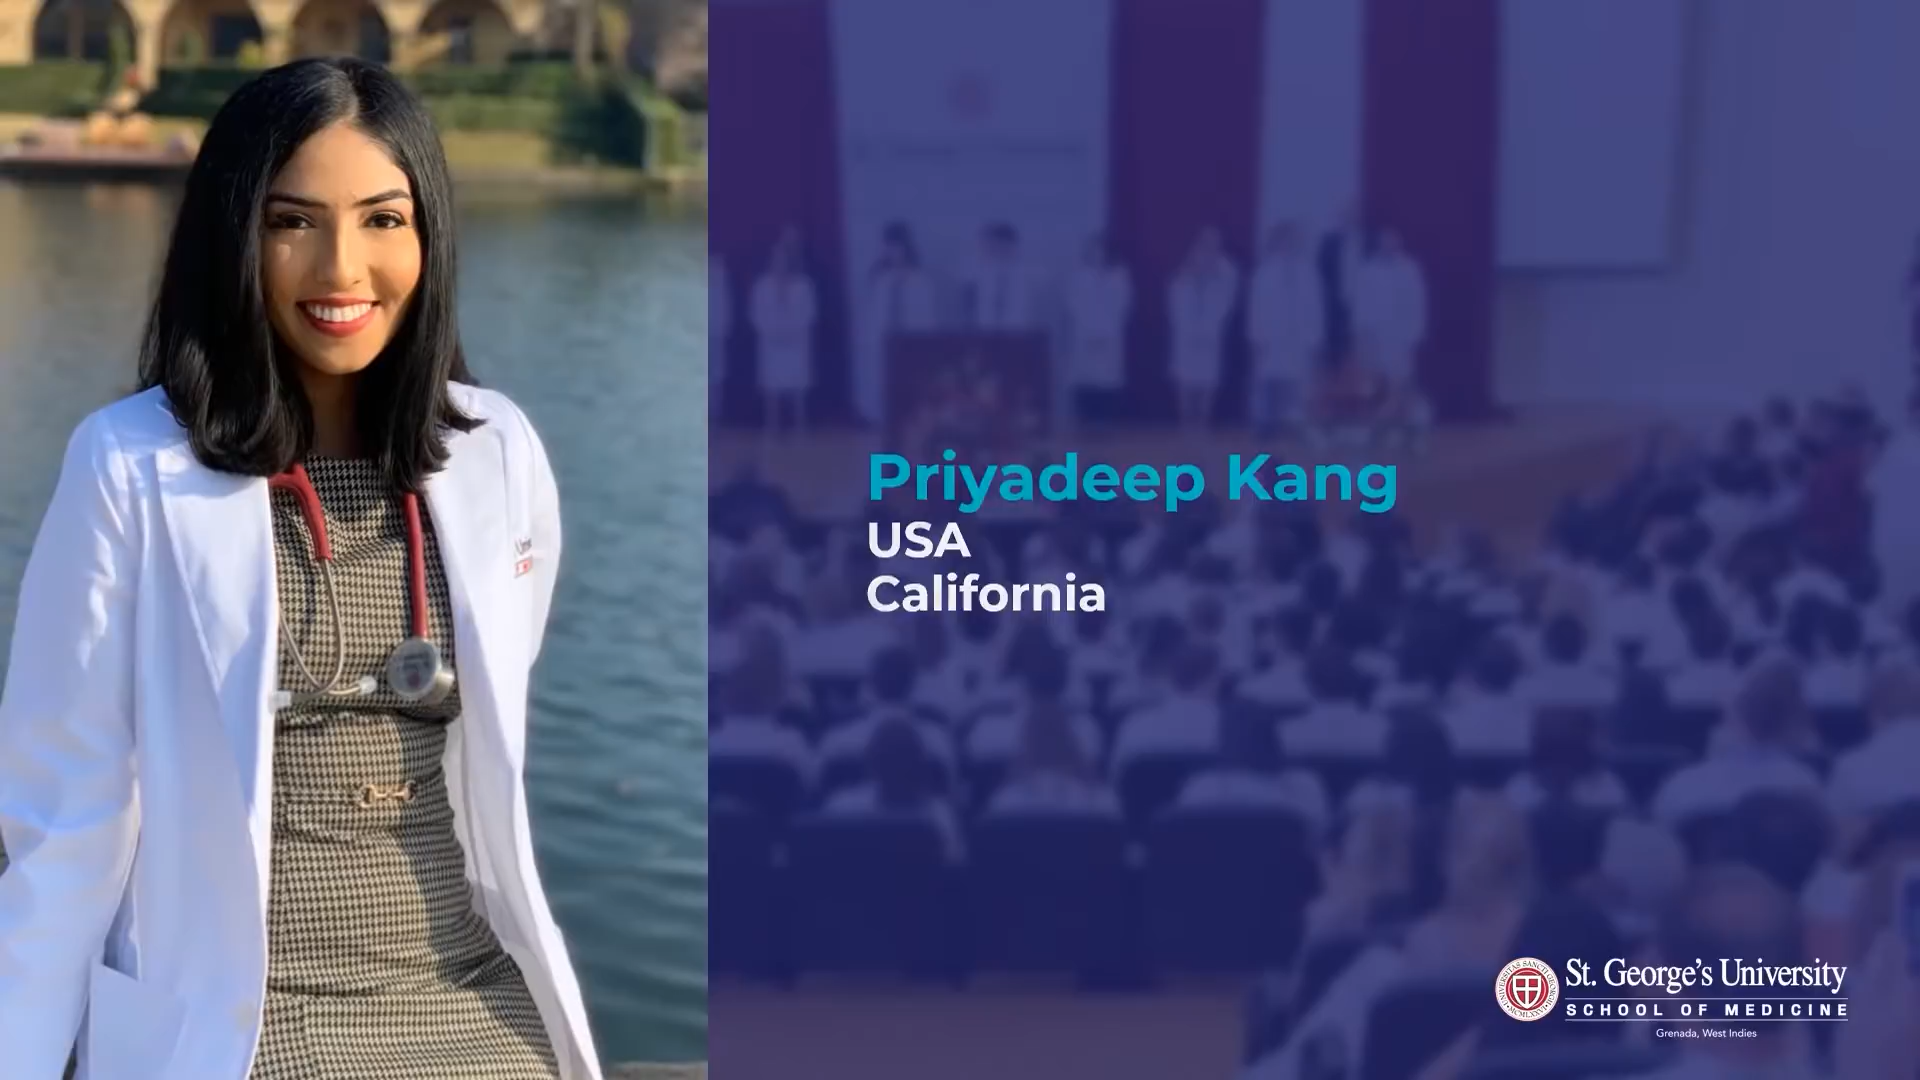 Priyadeep Kang
USA
California
St. George's University
SCHOOL OF MEDICINE
Grenada, West Indies